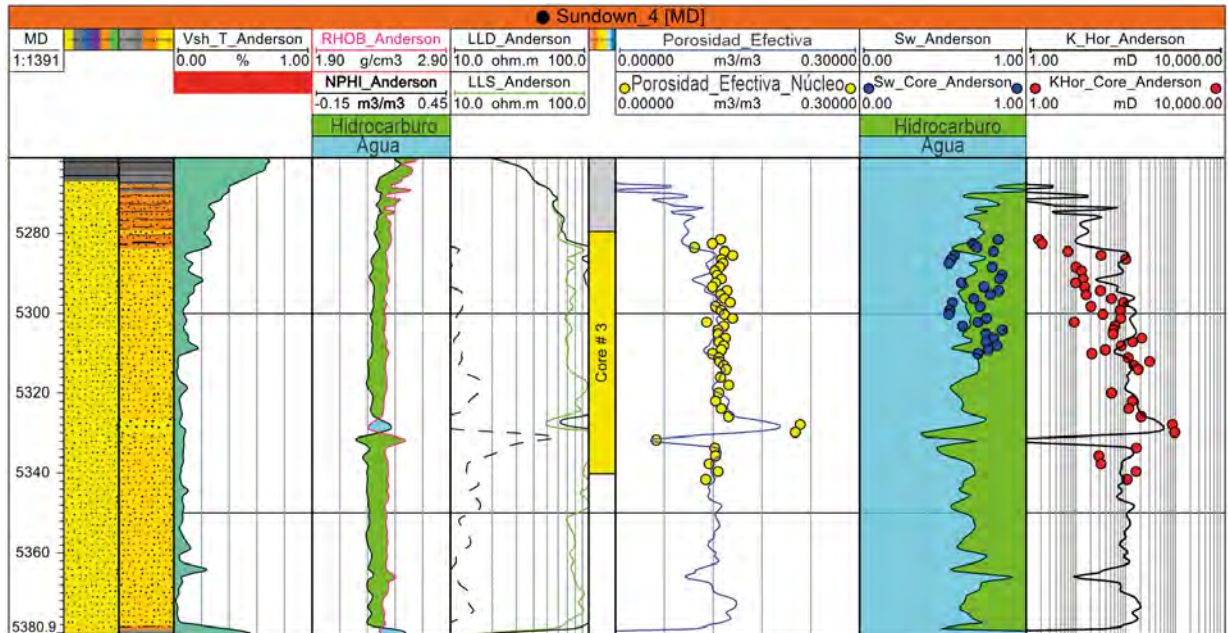 Sundown_4 [MD]
MD
1:1391
Vsh_T_Anderson
0.00 % 1.00
RHOB_Anderson
1.90 g/cm3 2.90
NPHI_Anderson
-0.15 m3/m3 0.45
Hidrocarburo
Agua
LLD_Anderson
10.0 ohm.m 100.0
LLS_Anderson
10.0 ohm.m 100.0
Porosidad_Efectiva
0.00000 m3/m3 0.30000
Porosidad_Efectiva_Núcleo
0.00000 m3/m3 0.30000
Sw_Anderson
0.00 1.00
Sw_Core_Anderson
0.00 1.00
Hidrocarburo
Agua
K_Hor_Anderson
1.00 mD 10,000.00
KHor_Core_Anderson
1.00 mD 10,000.00
5280
5300
5320
5340
5360
5380.9
Core # 3